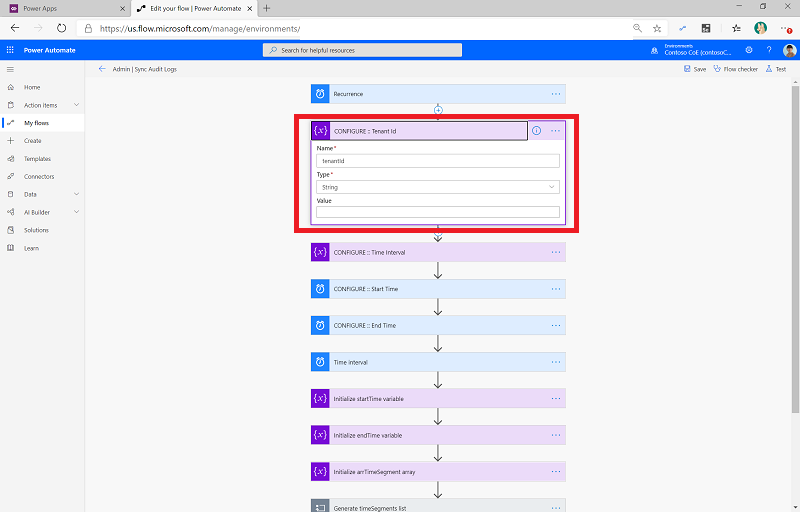 Power Apps
Edit your flow | Power Automate
https://us.flow.microsoft.com/manage/environments/
Power Automate
Search for helpful resources
Environments
Contoso CoE (contosoC...
Admin | Sync Audit Logs
Save
Flow checker
Test
Home
Action items
My flows
Create
Templates
Connectors
Data
AI Builder
Solutions
Learn
Recurrence
{x} CONFIGURE :: Tenant Id
Name*
tenantId
Type*
String
Value
{x} CONFIGURE :: Time Interval
CONFIGURE :: Start Time
CONFIGURE :: End Time
Time interval
{x} Initialize startTime variable
{x} Initialize endTime variable
{x} Initialize arrTimeSegment array
Generate timeSegments list